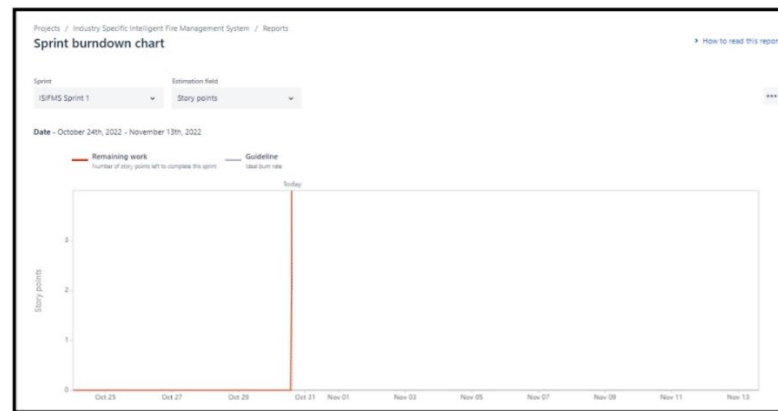 Projects / Industry Specific Intelligent Fire Management System / Reports
Sprint burndown chart
How to read this report
Sprint
Estimation field
ISIFMS Sprint 1
Story points
Date - October 24th, 2022 - November 13th, 2022
Remaining work
Number of story points left to complete this sprint
Guideline
Ideal burn rate
Today
Story points
3
2
1
0
Oct 25 Oct 27 Oct 29 Oct 31 Nov 01 Nov 03 Nov 05 Nov 07 Nov 09 Nov 11 Nov 13